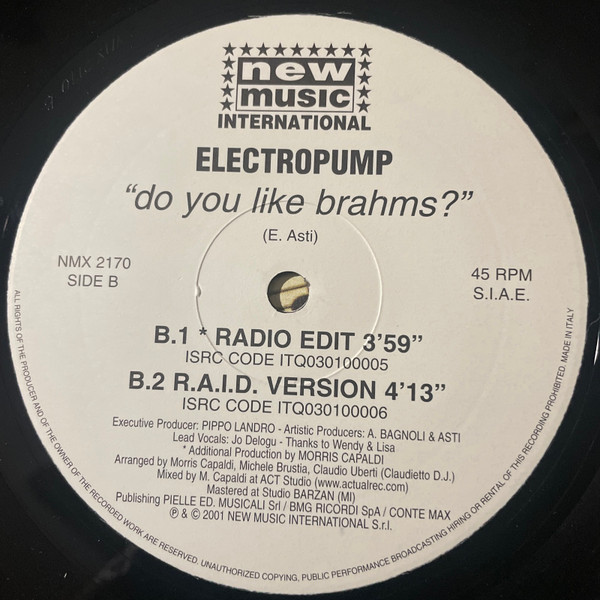 new
music
INTERNATIONAL
ELECTROPUMP
“do you like brahms?”
(E. Asti)
NMX 2170
SIDE B
45 RPM
S.I.A.E.
B.1 * RADIO EDIT 3’59”
ISRC CODE ITQ030100005
B.2 R.A.I.D. VERSION 4’13”
ISRC CODE ITQ030100006
Executive Producer: PIPPO LANDRO - Artistic Producers: A. BAGNOLI & ASTI
Lead Vocals: Jo Delogu - Thanks to Wendy & Lisa
* Additional Production by MORRIS CAPALDI
Arranged by Morris Capaldi, Michele Brustia, Claudio Uberti (Claudietto D.J.)
Mixed by M. Capaldi at ACT Studio (www.actualrec.com)
Mastered at Studio BARZAN (MI)
Publishing PIELLE ED. MUSICALI Srl / BMG RICORDI SpA / CONTE MAX
℗ & © 2001 NEW MUSIC INTERNATIONAL S.r.l.
ALL RIGHTS OF THE PRODUCER AND OF THE OWNER OF THE RECORDED WORK ARE RESERVED. UNAUTHORIZED COPYING, PUBLIC PERFORMANCE BROADCASTING HIRING OR RENTAL OF THIS RECORDING PROHIBITED. MADE IN ITALY